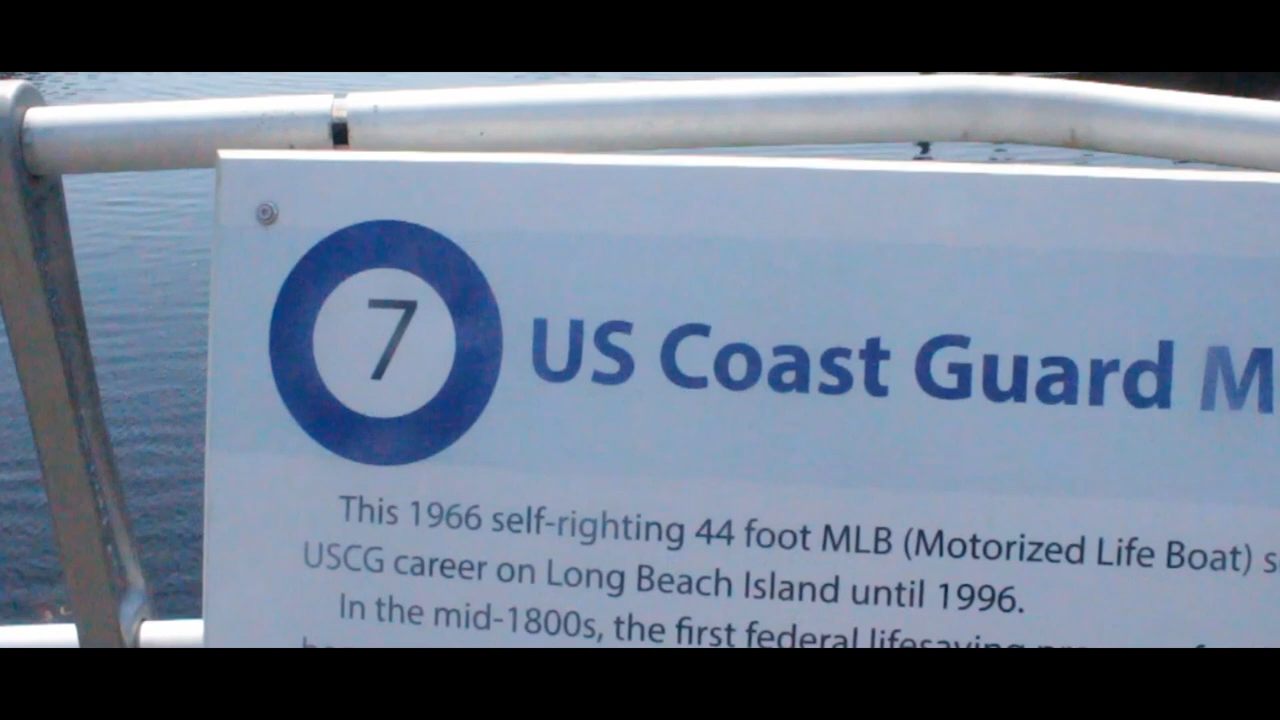 7
US Coast Guard M
This 1966 self-righting 44 foot MLB (Motorized Life Boat) s
USCG career on Long Beach Island until 1996.
In the mid-1800s, the first federal lifesaving